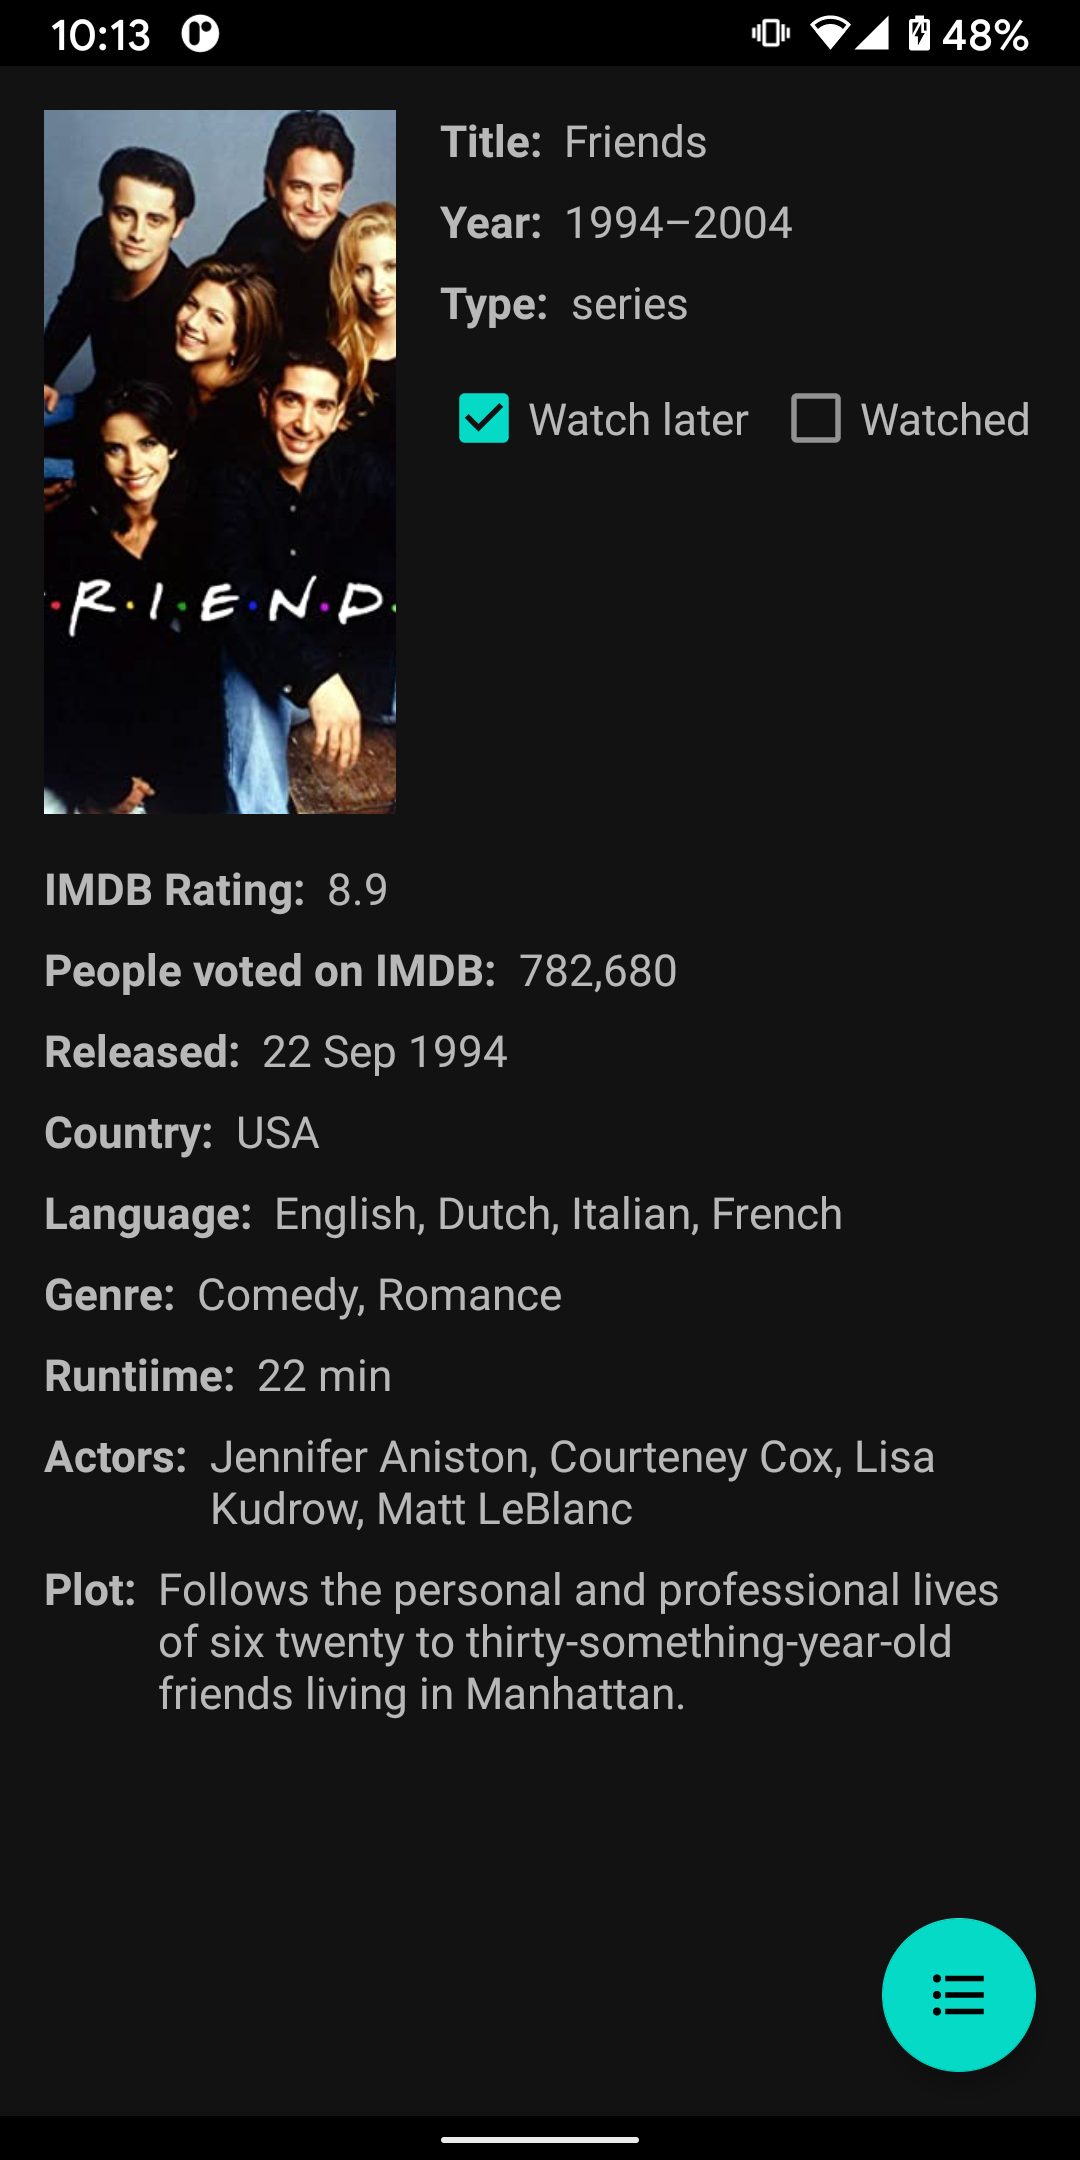 10:13
48%
Title: Friends
Year: 1994–2004
Type: series
Watch later
Watched
R·I·E·N·D
IMDB Rating: 8.9
People voted on IMDB: 782,680
Released: 22 Sep 1994
Country: USA
Language: English, Dutch, Italian, French
Genre: Comedy, Romance
Runtiime: 22 min
Actors: Jennifer Aniston, Courteney Cox, Lisa
Kudrow, Matt LeBlanc
Plot: Follows the personal and professional lives
of six twenty to thirty-something-year-old
friends living in Manhattan.